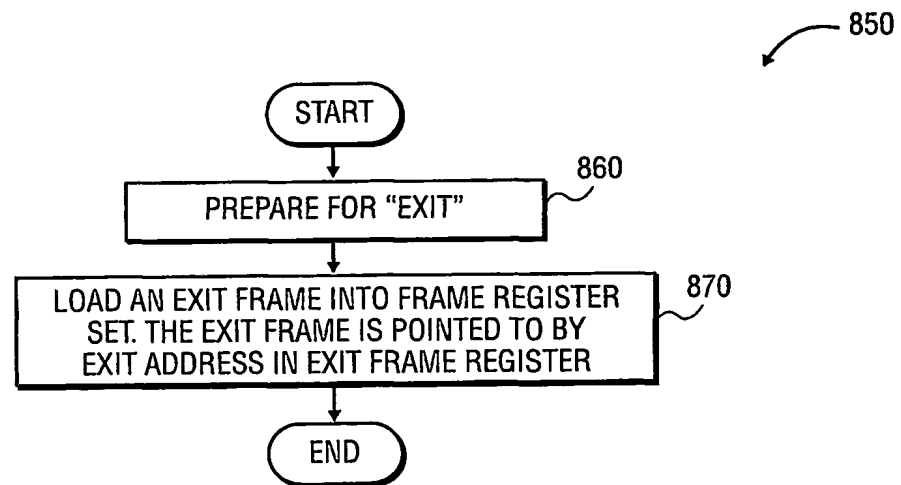 850
START
860
PREPARE FOR “EXIT”
870
LOAD AN EXIT FRAME INTO FRAME REGISTER
SET. THE EXIT FRAME IS POINTED TO BY
EXIT ADDRESS IN EXIT FRAME REGISTER
END